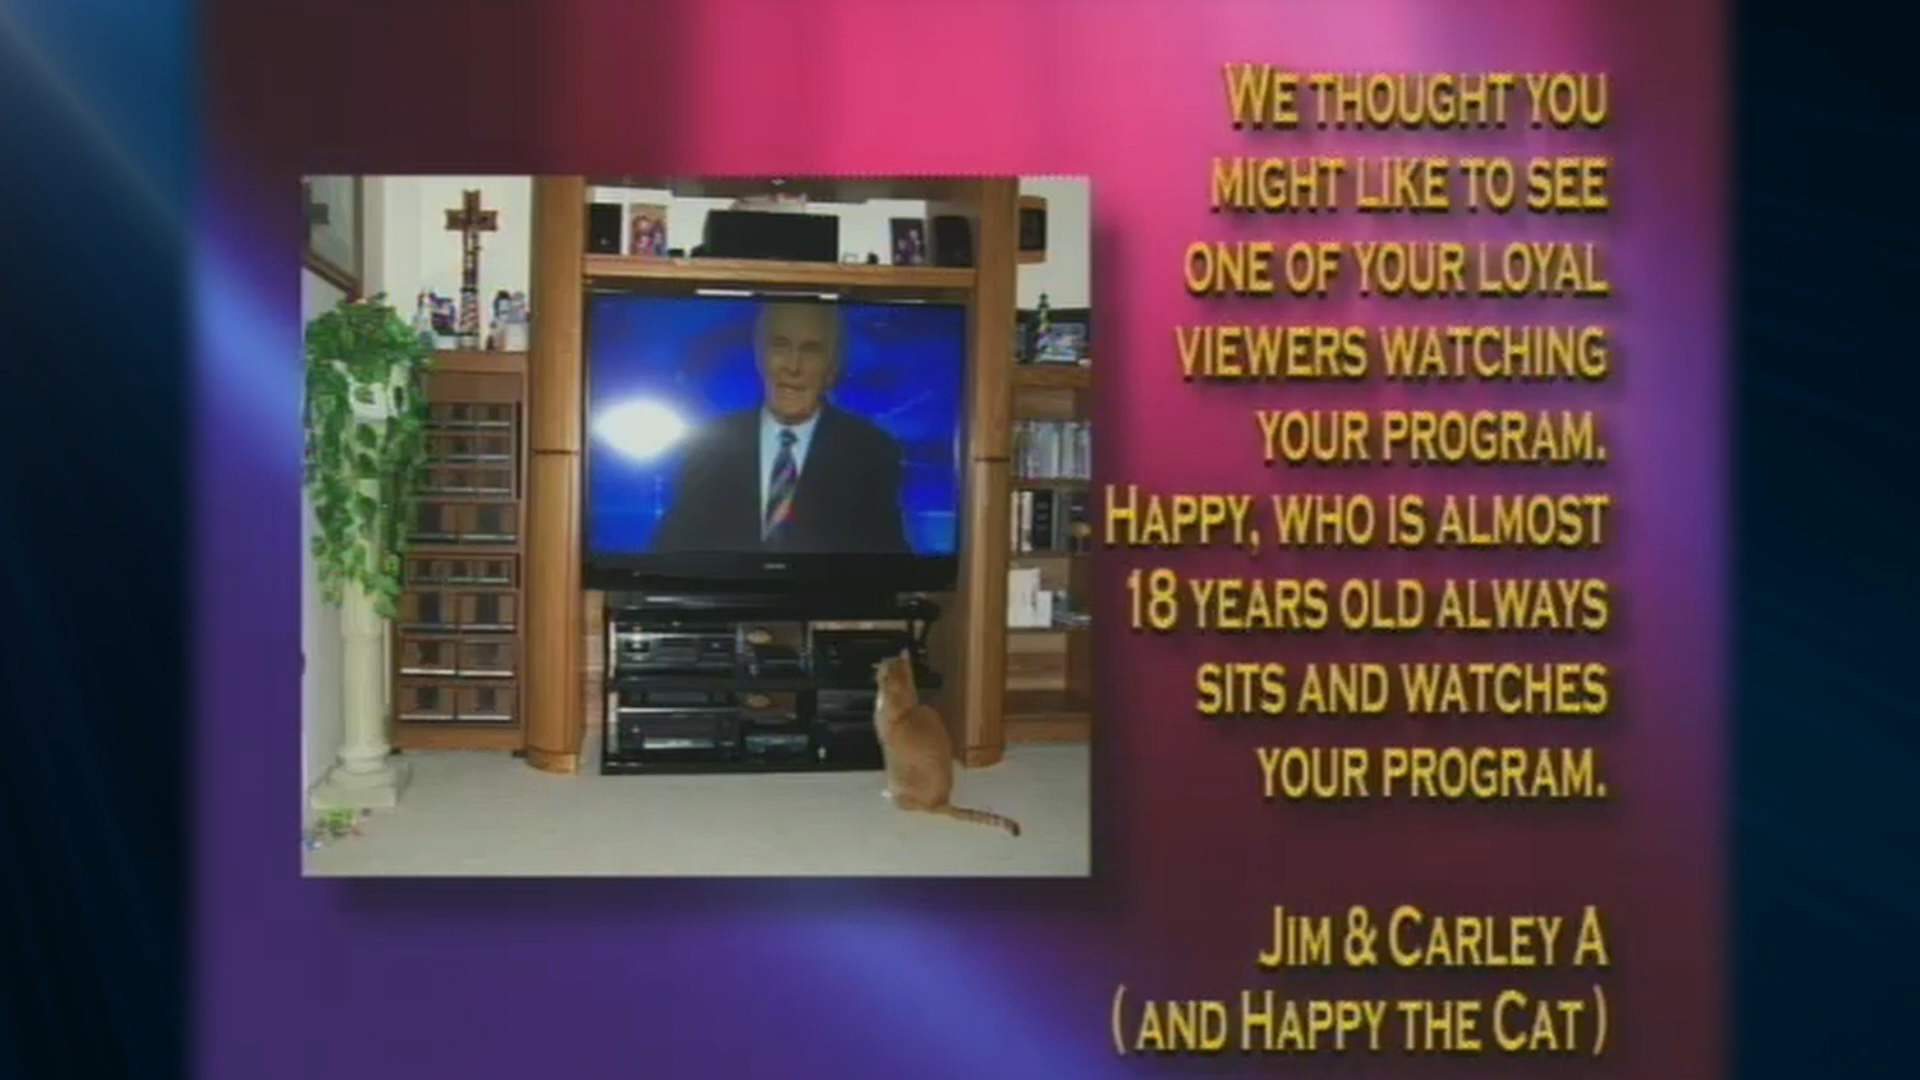 WE THOUGHT YOU
MIGHT LIKE TO SEE
ONE OF YOUR LOYAL
VIEWERS WATCHING
YOUR PROGRAM.
HAPPY, WHO IS ALMOST
18 YEARS OLD ALWAYS
SITS AND WATCHES
YOUR PROGRAM.
JIM & CARLEY A
(AND HAPPY THE CAT)